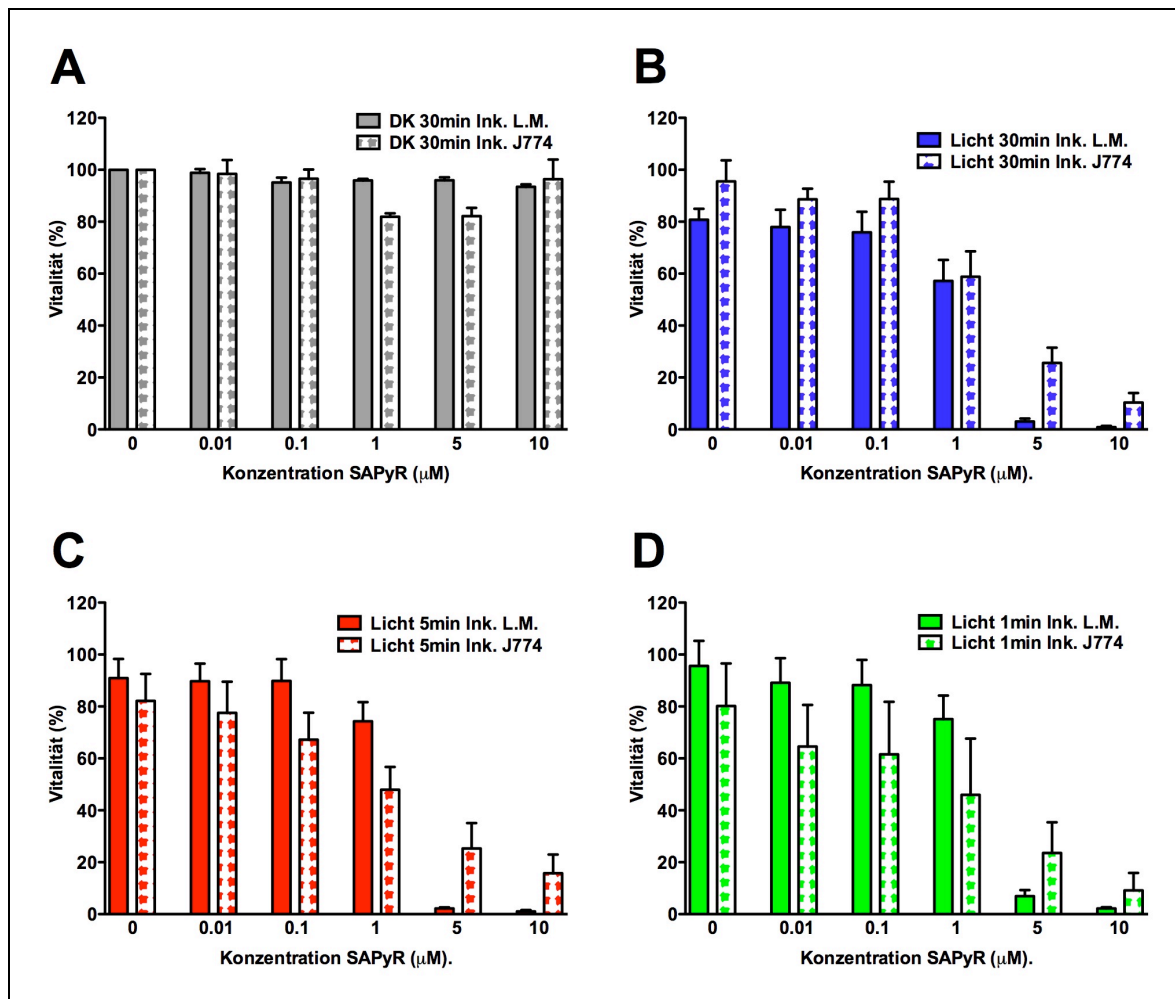 A
DK 30min Ink. L.M.
DK 30min Ink. J774
Vitalität (%)
120
100
80
60
40
20
0
0 0.01 0.1 1 5 10
Konzentration SAPyR (µM)
B
Licht 30min Ink. L.M.
Licht 30min Ink. J774
Vitalität (%)
120
100
80
60
40
20
0
0 0.01 0.1 1 5 10
Konzentration SAPyR (µM).
C
Licht 5min Ink. L.M.
Licht 5min Ink. J774
Vitalität (%)
120
100
80
60
40
20
0
0 0.01 0.1 1 5 10
Konzentration SAPyR (µM).
D
Licht 1min Ink. L.M.
Licht 1min Ink. J774
Vitalität (%)
120
100
80
60
40
20
0
0 0.01 0.1 1 5 10
Konzentration SAPyR (µM).